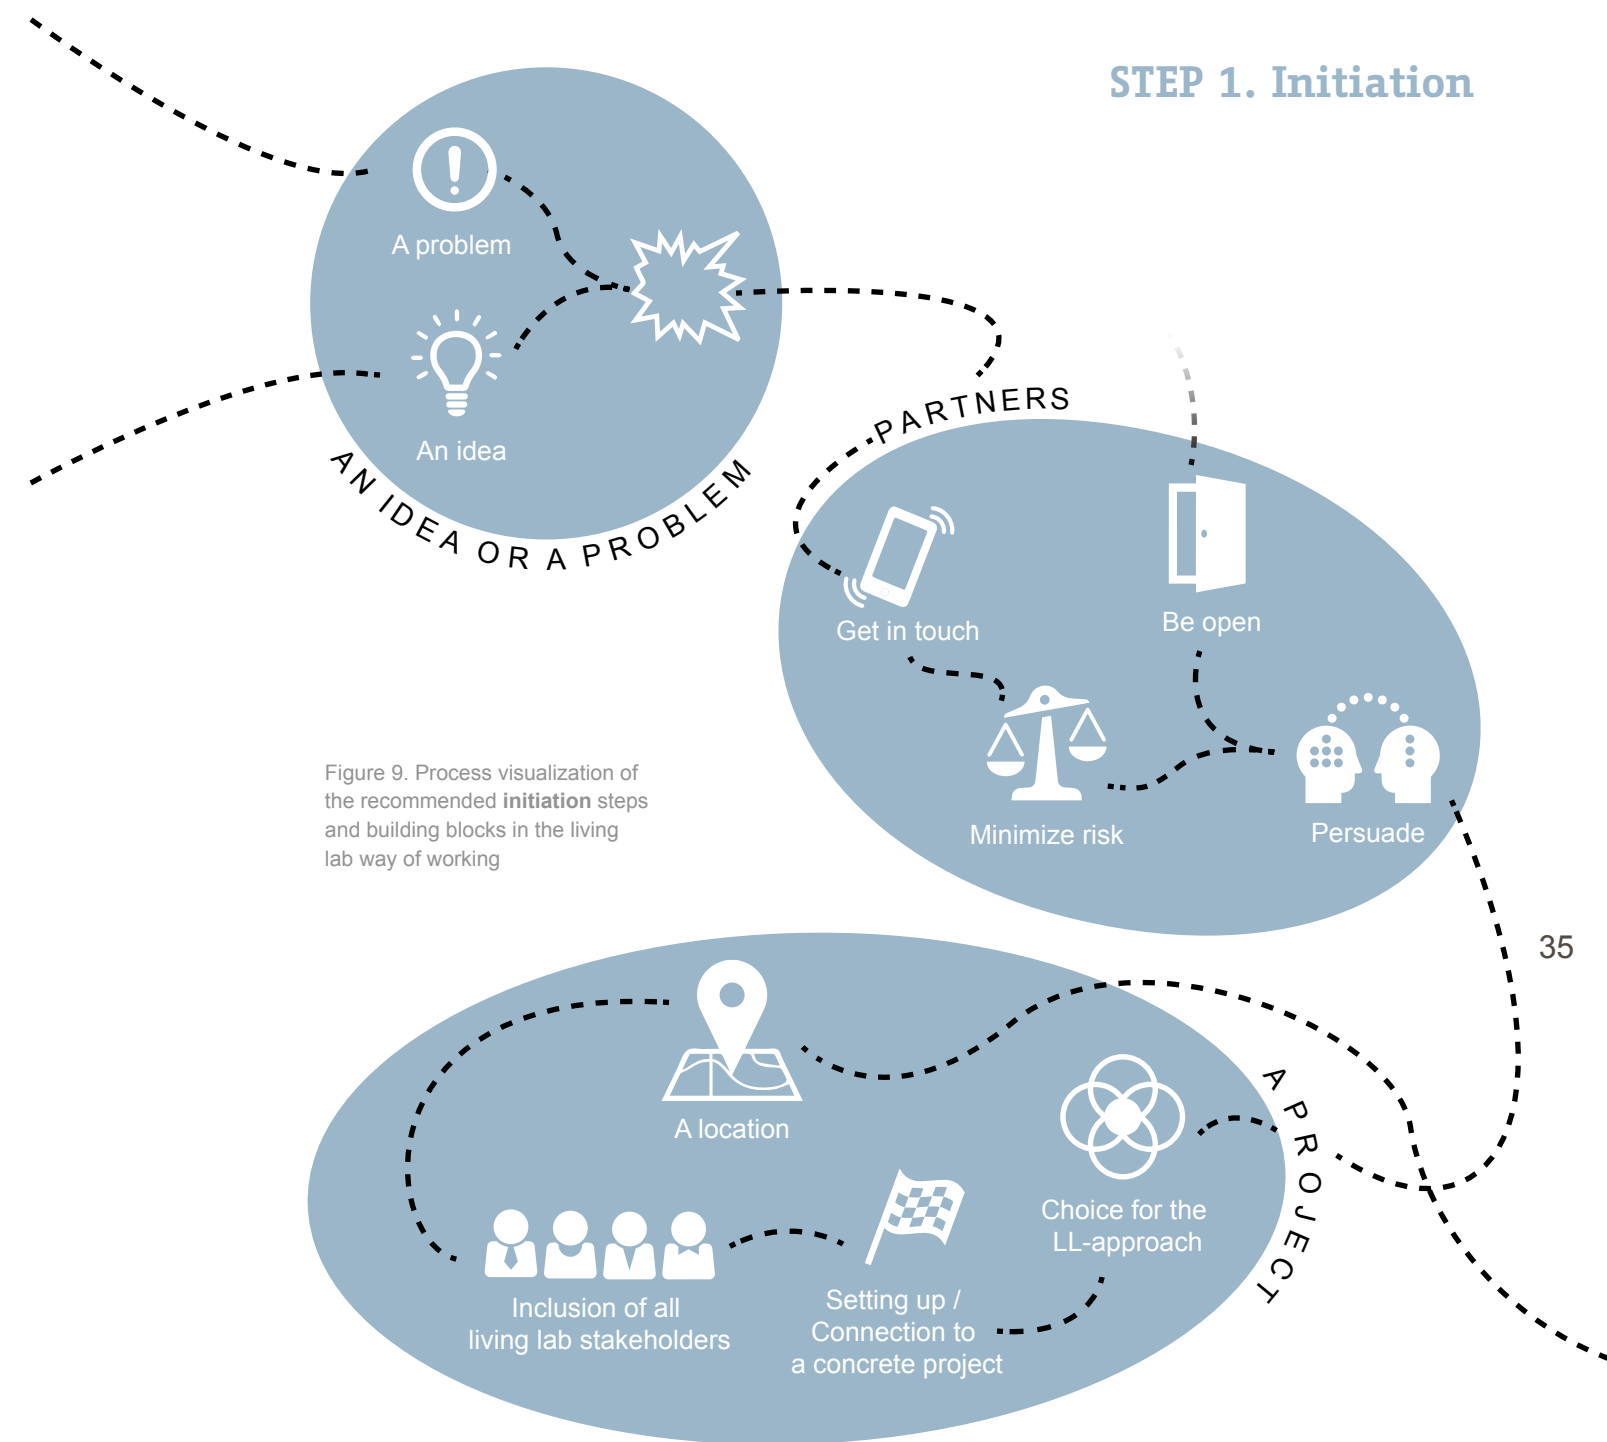 STEP 1. Initiation
A problem
An idea
AN IDEA OR A PROBLEM
PARTNERS
Get in touch
Be open
Minimize risk
Persuade
Figure 9. Process visualization of
the recommended initiation steps
and building blocks in the living
lab way of working
35
A PROJECT
A location
Choice for the
LL-approach
Setting up /
Connection to
a concrete project
Inclusion of all
living lab stakeholders